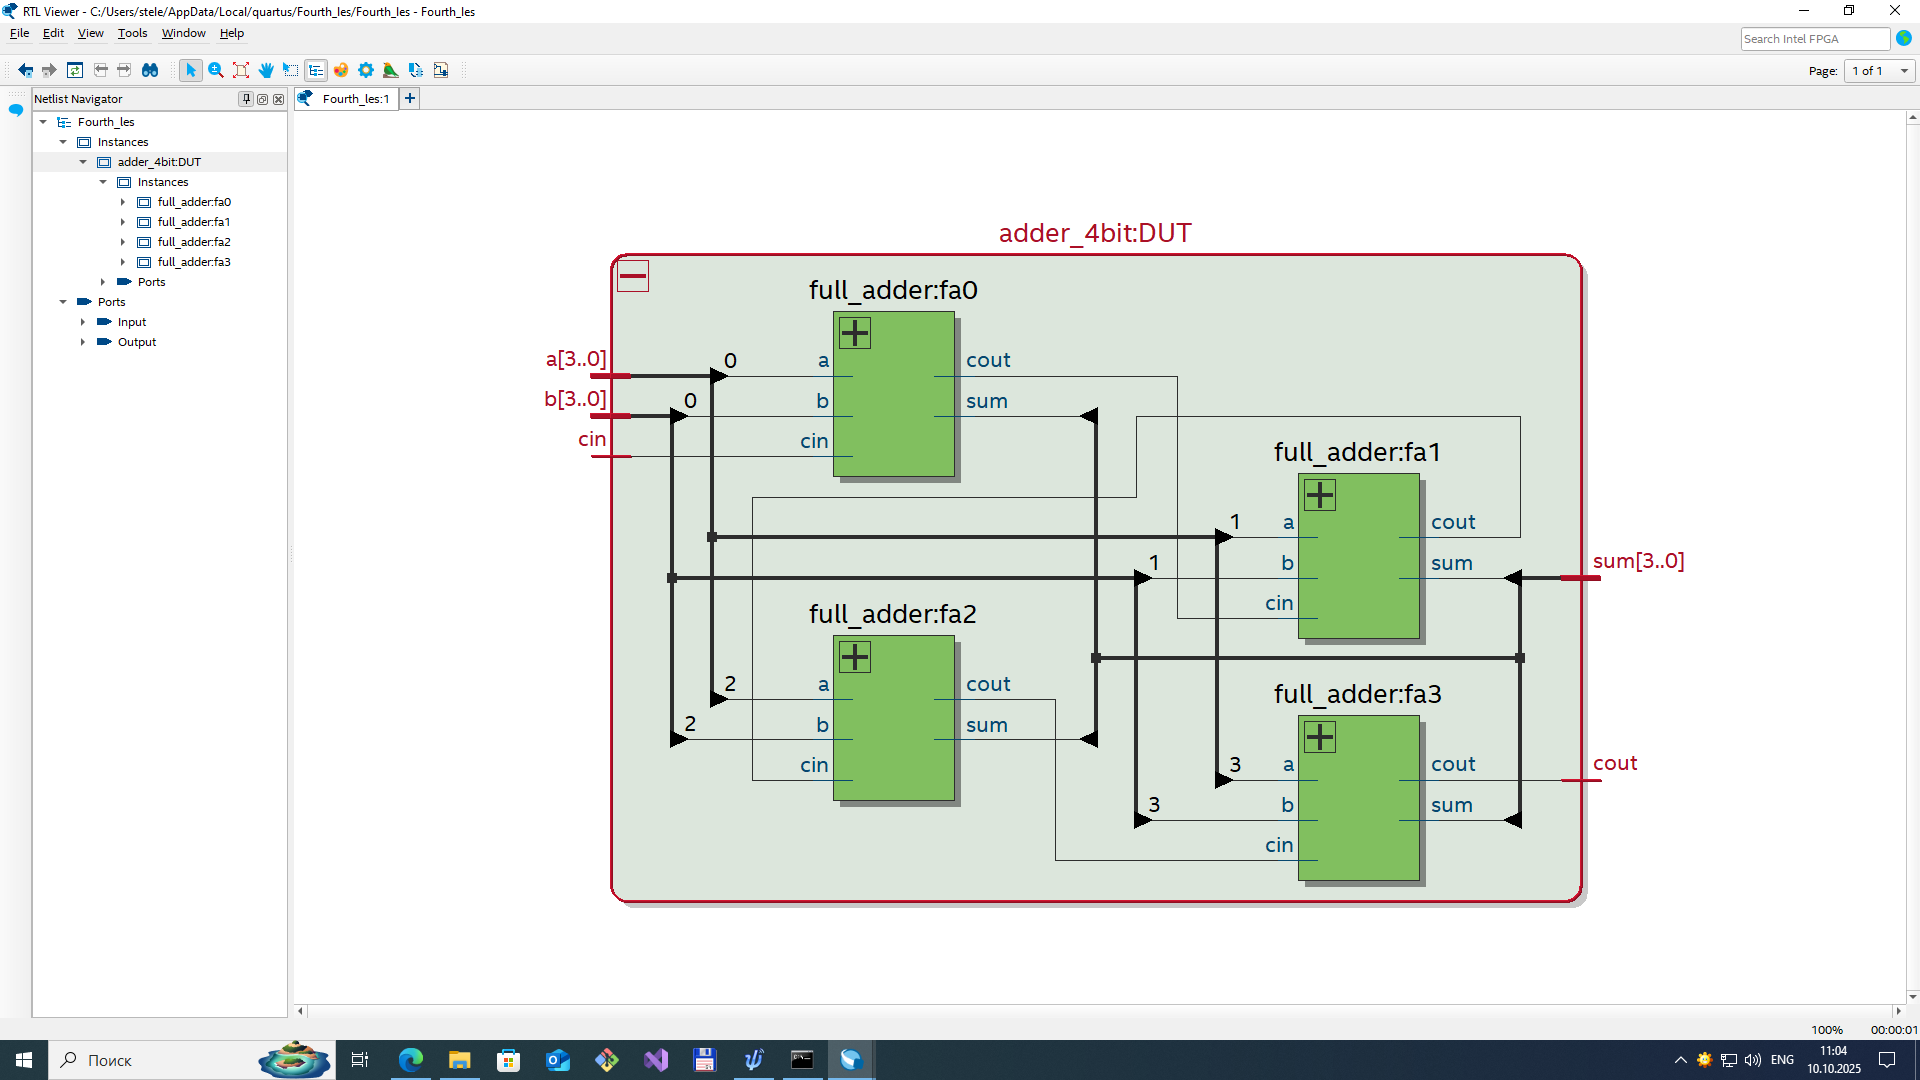 RTL Viewer - C:/Users/stele/AppData/Local/quartus/Fourth_les/Fourth_les - Fourth_les
File Edit View Tools Window Help
Search Intel FPGA
Page: 1 of 1
Netlist Navigator
Fourth_les:1
Fourth_les
Instances
adder_4bit:DUT
Instances
full_adder:fa0
full_adder:fa1
full_adder:fa2
full_adder:fa3
Ports
Ports
Input
Output
adder_4bit:DUT
full_adder:fa0
a[3..0] 0 a cout
b[3..0] 0 b sum
cin cin
full_adder:fa1
1 a cout
1 b sum sum[3..0]
cin
full_adder:fa2
2 a cout
2 b sum
cin
full_adder:fa3
3 a cout cout
3 b sum
cin
100% 00:00:01
Поиск
ENG
11:04
10.10.2025